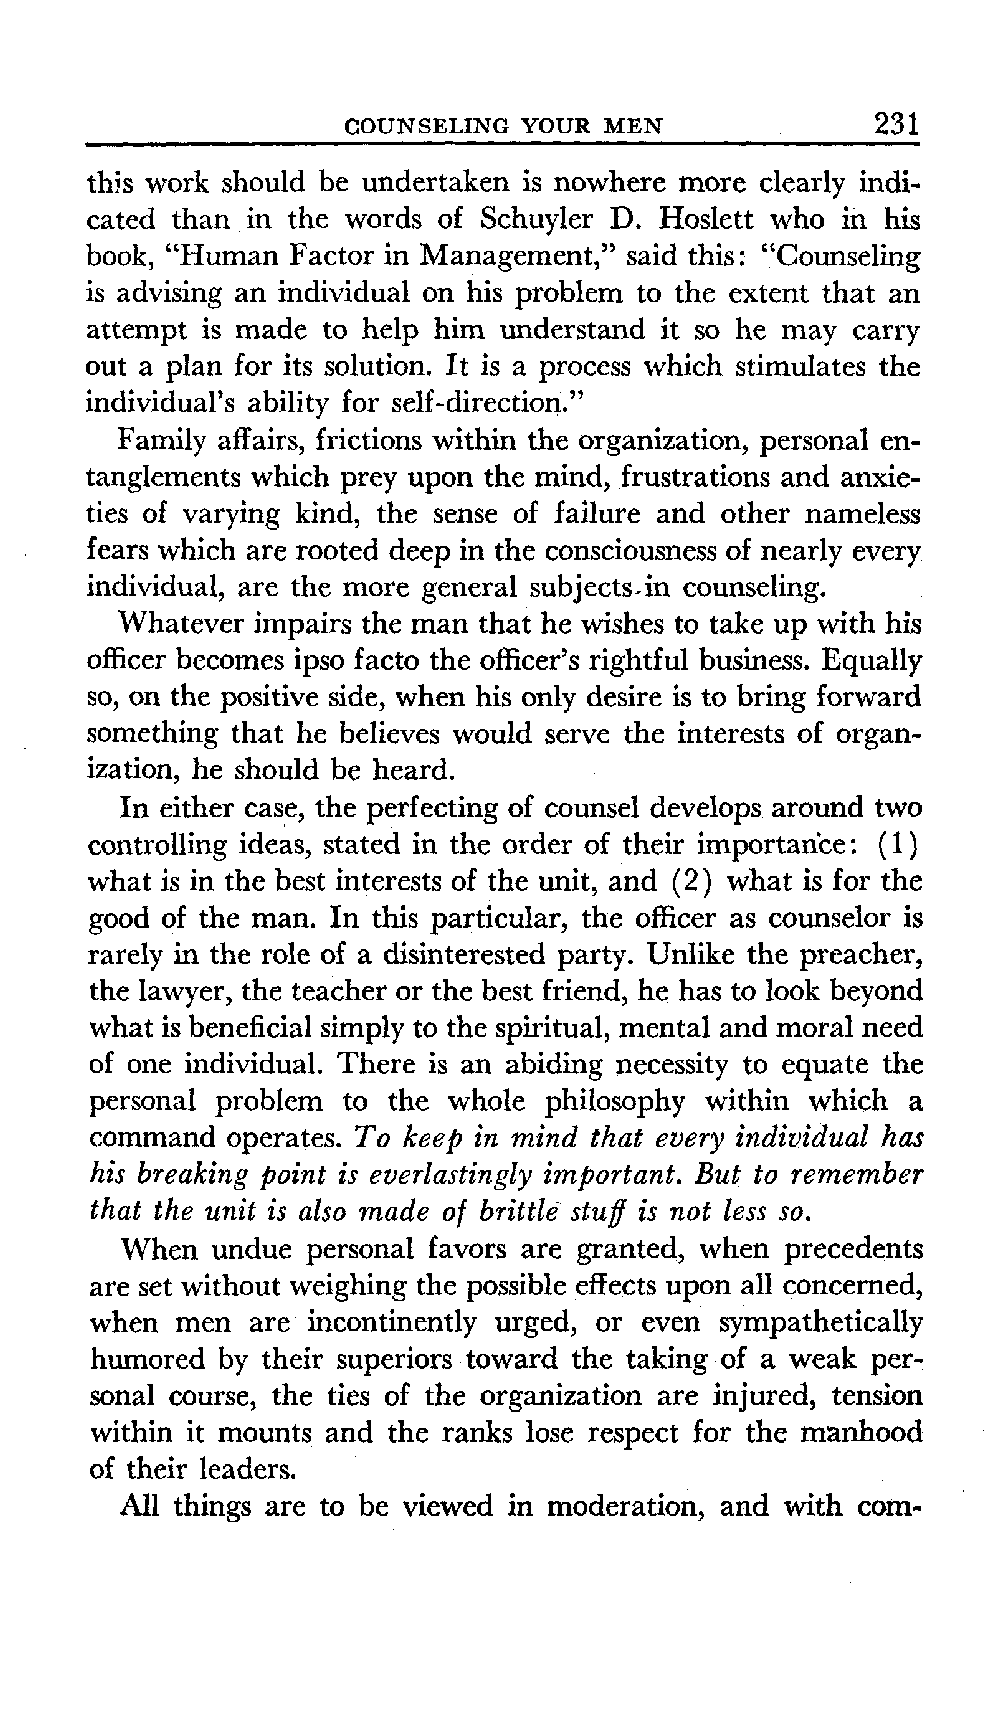 COUNSELING YOUR MEN 231
this work should be undertaken is nowhere more clearly indi-
cated than in the words of Schuyler D. Hoslett who in his
book, “Human Factor in Management,” said this: “Counseling
is advising an individual on his problem to the extent that an
attempt is made to help him understand it so he may carry
out a plan for its solution. It is a process which stimulates the
individual's ability for self-direction.”
Family affairs, frictions within the organization, personal en-
tanglements which prey upon the mind, frustrations and anxie-
ties of varying kind, the sense of failure and other nameless
fears which are rooted deep in the consciousness of nearly every
individual, are the more general subjects in counseling.
Whatever impairs the man that he wishes to take up with his
officer becomes ipso facto the officer's rightful business. Equally
so, on the positive side, when his only desire is to bring forward
something that he believes would serve the interests of organ-
ization, he should be heard.
In either case, the perfecting of counsel develops around two
controlling ideas, stated in the order of their importance: (1)
what is in the best interests of the unit, and (2) what is for the
good of the man. In this particular, the officer as counselor is
rarely in the role of a disinterested party. Unlike the preacher,
the lawyer, the teacher or the best friend, he has to look beyond
what is beneficial simply to the spiritual, mental and moral need
of one individual. There is an abiding necessity to equate the
personal problem to the whole philosophy within which a
command operates. To keep in mind that every individual has
his breaking point is everlastingly important. But to remember
that the unit is also made of brittle stuff is not less so.
When undue personal favors are granted, when precedents
are set without weighing the possible effects upon all concerned,
when men are incontinently urged, or even sympathetically
humored by their superiors toward the taking of a weak per-
sonal course, the ties of the organization are injured, tension
within it mounts and the ranks lose respect for the manhood
of their leaders.
All things are to be viewed in moderation, and with com-